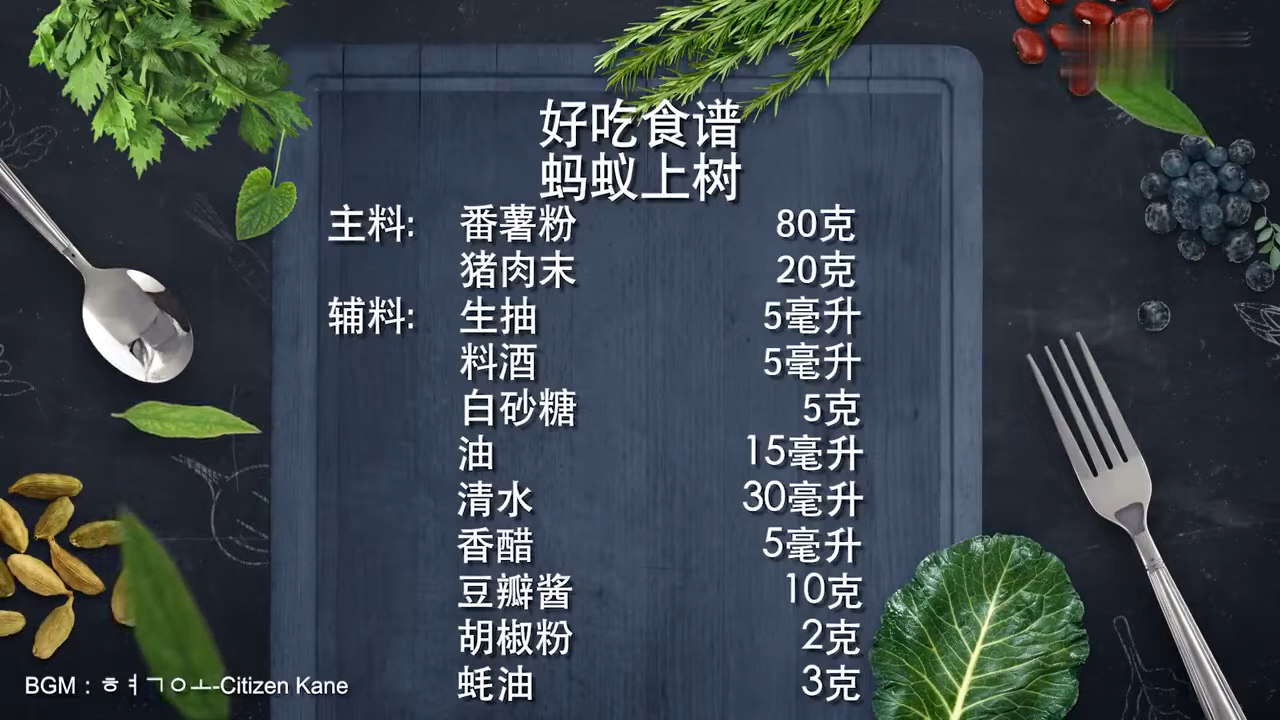 好吃食谱
蚂蚁上树
主料: 番薯粉 80克
猪肉末 20克
辅料: 生抽 5毫升
料酒 5毫升
白砂糖 5克
油 15毫升
清水 30毫升
香醋 5毫升
豆瓣酱 10克
胡椒粉 2克
蚝油 3克
BGM : ㅎㅕㄱㅇㅗ-Citizen Kane